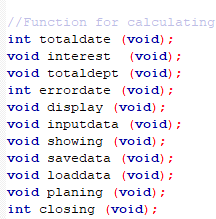 //Function for calculating
int totaldate (void);
void interest  (void);
void totaldept (void);
int errordate (void);
void display (void);
void inputdata (void);
void showing (void);
void savedata (void);
void loaddata (void);
void planing (void);
int closing (void);